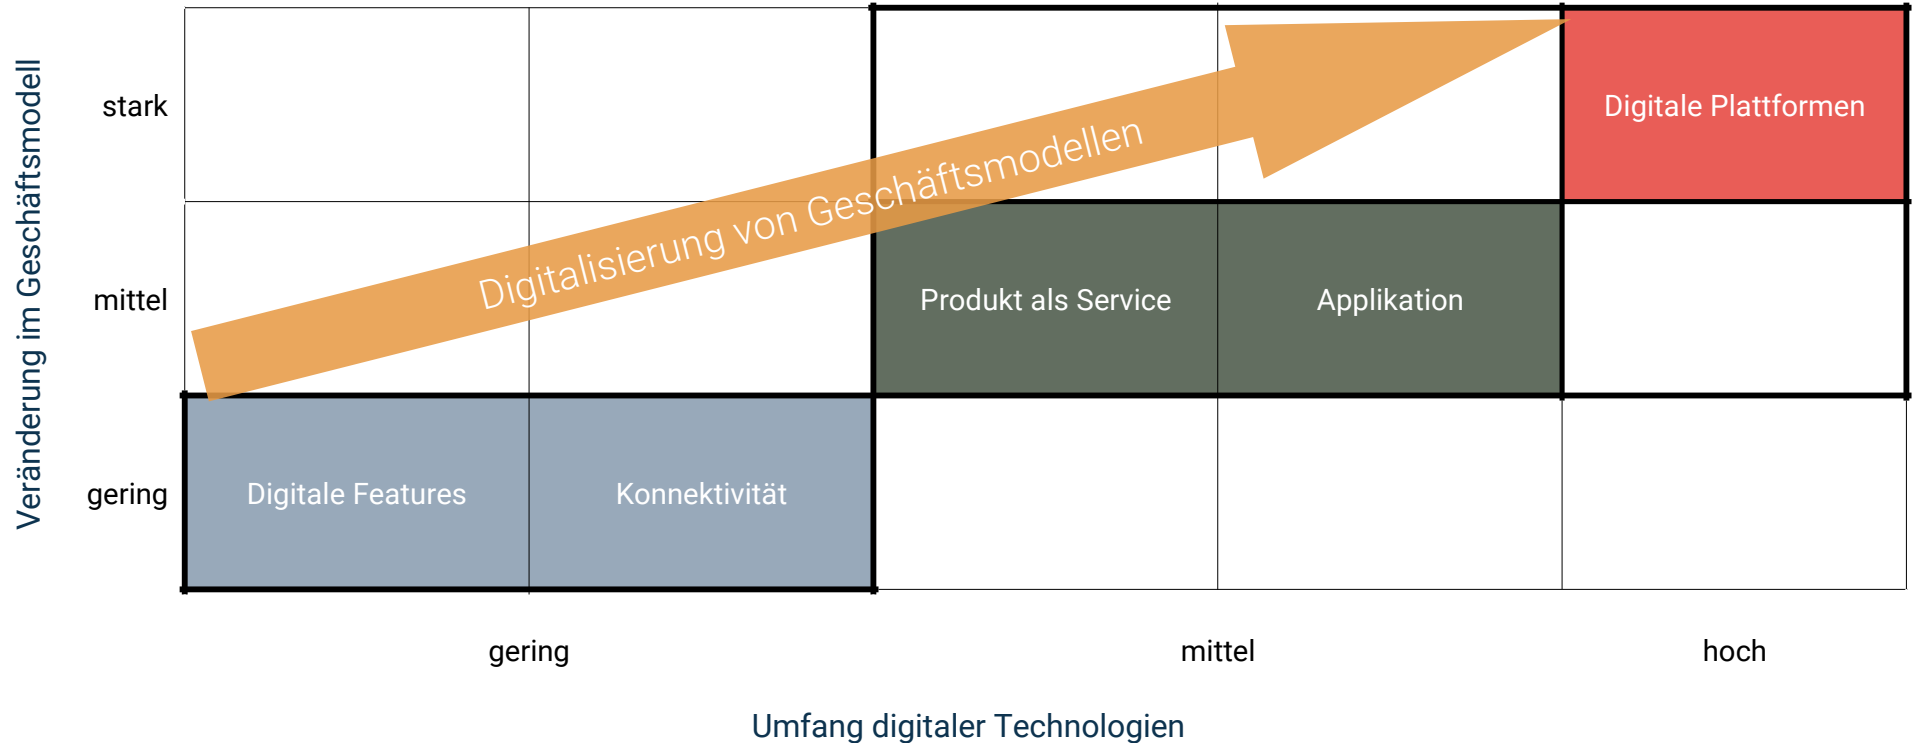 Veränderung im Geschäftsmodell
stark
Digitale Plattformen
Digitalisierung von Geschäftsmodellen
mittel
Produkt als Service
Applikation
gering
Digitale Features
Konnektivität
gering
mittel
hoch
Umfang digitaler Technologien